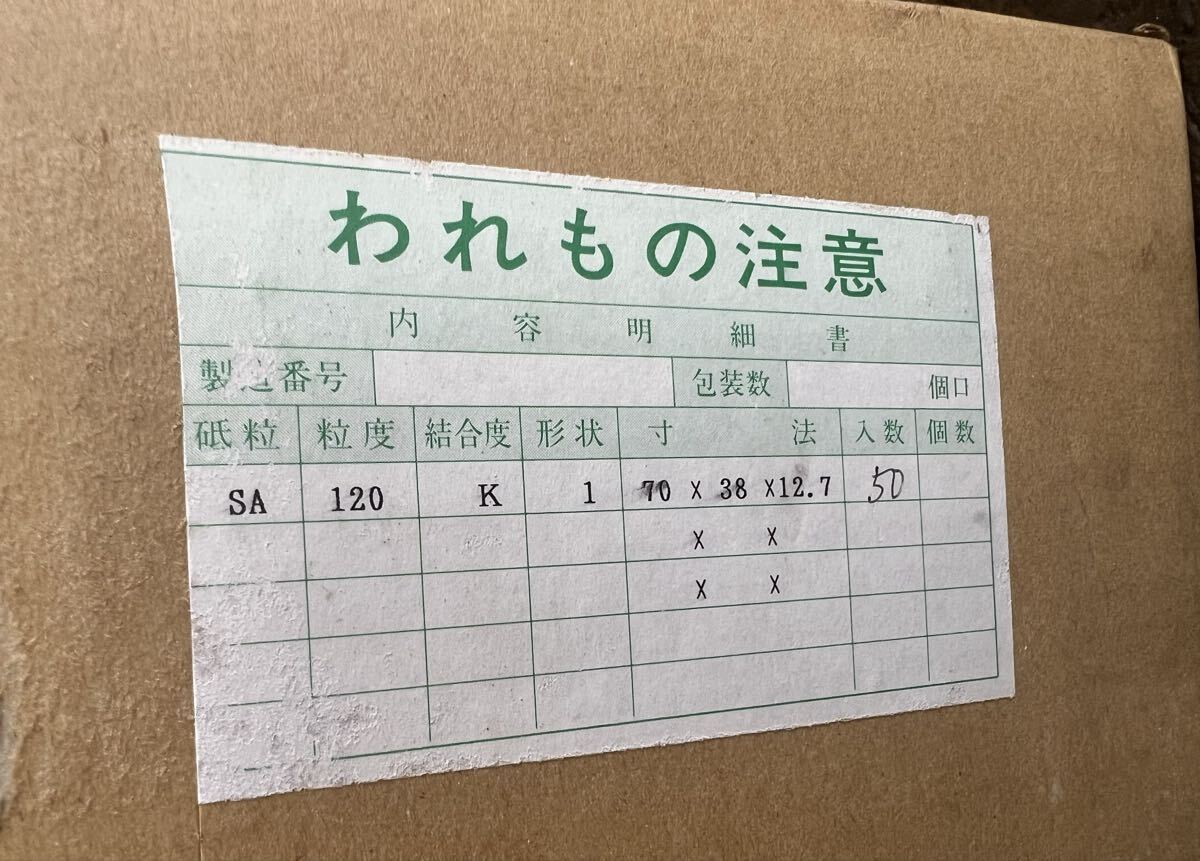 われもの注意
内容明細書
製造番号 包装数 個口
砥粒 粒度 結合度 形状 寸法 入数 個数
SA 120 K 1 70 X 38 X 12.7 50
X X
X X